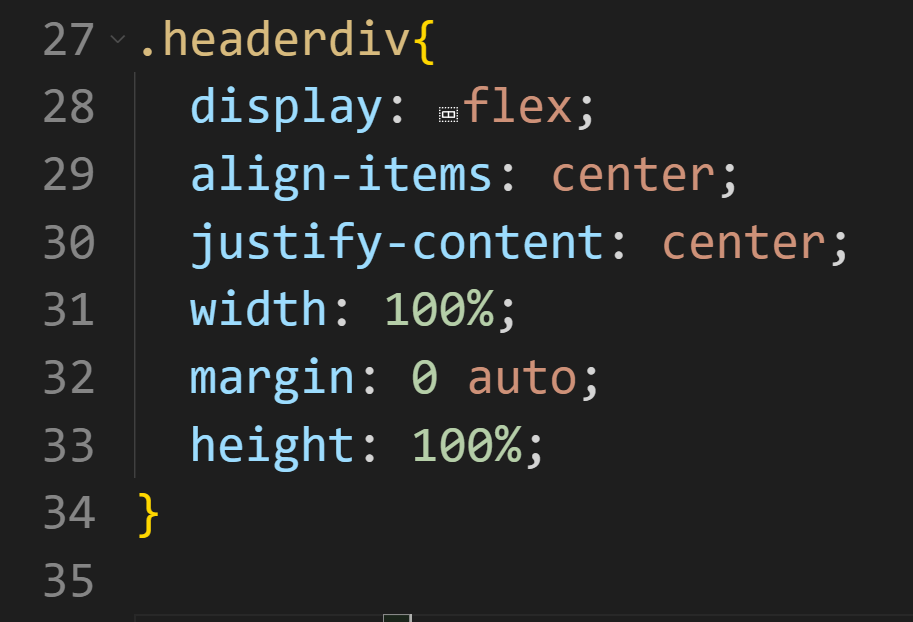 27 .headerdiv{
28 display: flex;
29 align-items: center;
30 justify-content: center;
31 width: 100%;
32 margin: 0 auto;
33 height: 100%;
34 }
35